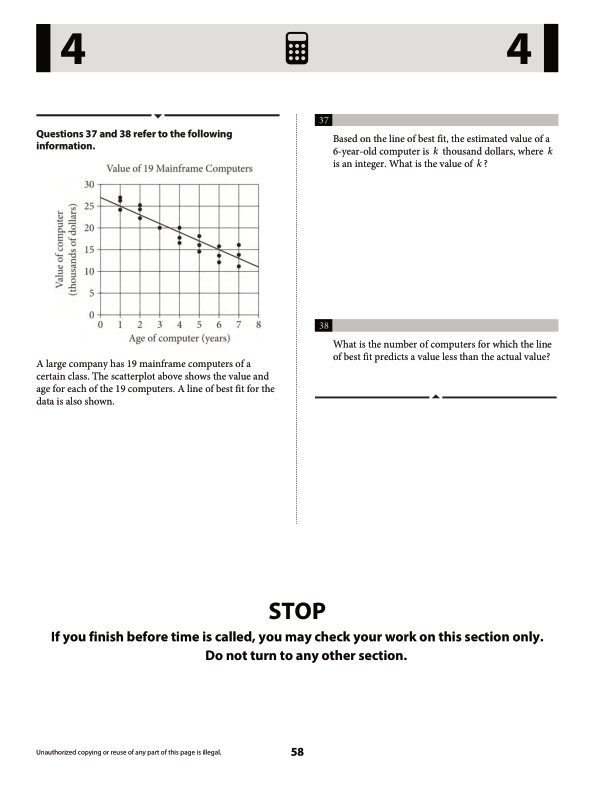 4
4
Questions 37 and 38 refer to the following
information.
Value of 19 Mainframe Computers
Value of computer
(thousands of dollars)
30
25
20
15
10
5
0
0 1 2 3 4 5 6 7 8
Age of computer (years)
A large company has 19 mainframe computers of a
certain class. The scatterplot above shows the value and
age for each of the 19 computers. A line of best fit for the
data is also shown.
37
Based on the line of best fit, the estimated value of a
6-year-old computer is k thousand dollars, where k
is an integer. What is the value of k ?
38
What is the number of computers for which the line
of best fit predicts a value less than the actual value?
STOP
If you finish before time is called, you may check your work on this section only.
Do not turn to any other section.
Unauthorized copying or reuse of any part of this page is illegal.
58